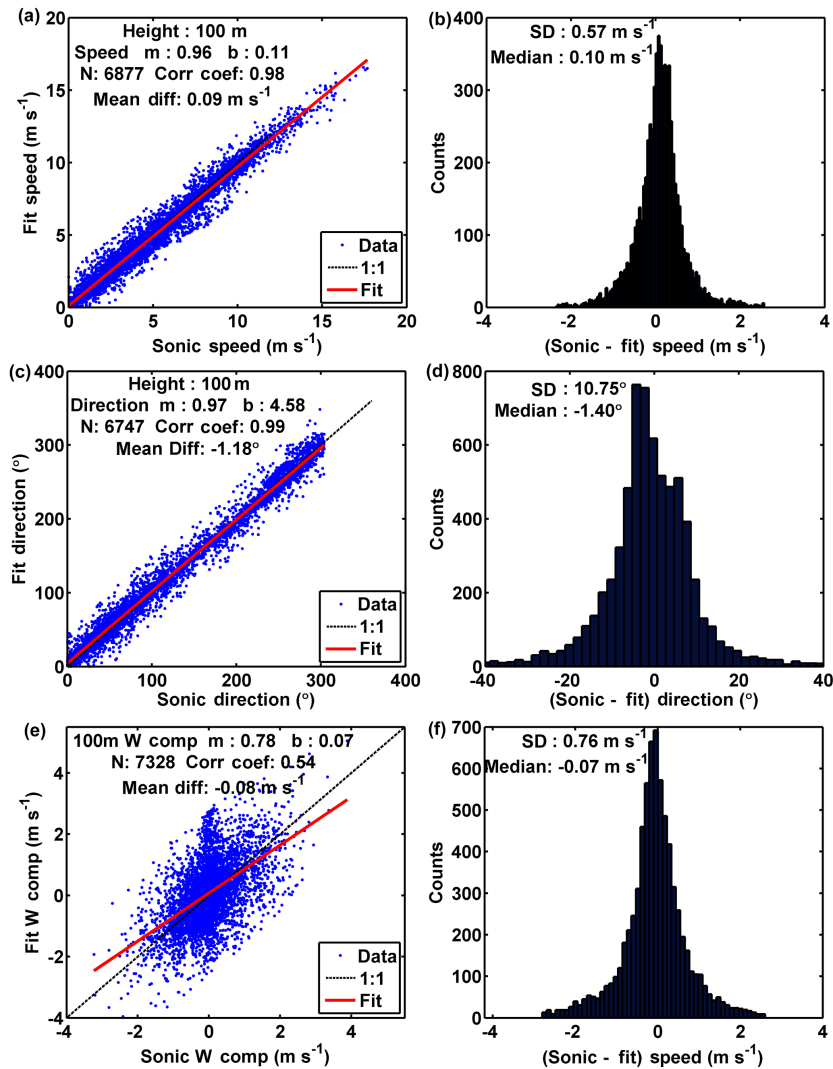 (a)
Height : 100 m
Speed m : 0.96 b : 0.11
N: 6877 Corr coef: 0.98
Mean diff: 0.09 m s-1
Fit speed (m s-1)
20
15
10
5
0
0 5 10 15 20
Sonic speed (m s-1)
Data
1:1
Fit
(b)
SD : 0.57 m s-1
Median : 0.10 m s-1
Counts
400
300
200
100
0
-4 -2 0 2 4
(Sonic - fit) speed (m s-1)
(c)
Height : 100 m
Direction m : 0.97 b : 4.58
N: 6747 Corr coef: 0.99
Mean Diff: -1.18°
Fit direction (°)
400
300
200
100
0
0 100 200 300 400
Sonic direction (°)
Data
1:1
Fit
(d)
SD : 10.75°
Median : -1.40°
Counts
800
600
400
200
0
-40 -20 0 20 40
(Sonic - fit) direction (°)
(e)
100m W comp m : 0.78 b : 0.07
N: 7328 Corr coef: 0.54
Mean diff: -0.08 m s-1
Fit W comp (m s-1)
4
2
0
-2
-4
-4 -2 0 2 4
Sonic W comp (m s-1)
Data
1:1
Fit
(f)
SD : 0.76 m s-1
Median: -0.07 m s-1
Counts
700
600
500
400
300
200
100
0
-4 -2 0 2 4
(Sonic - fit) speed (m s-1)